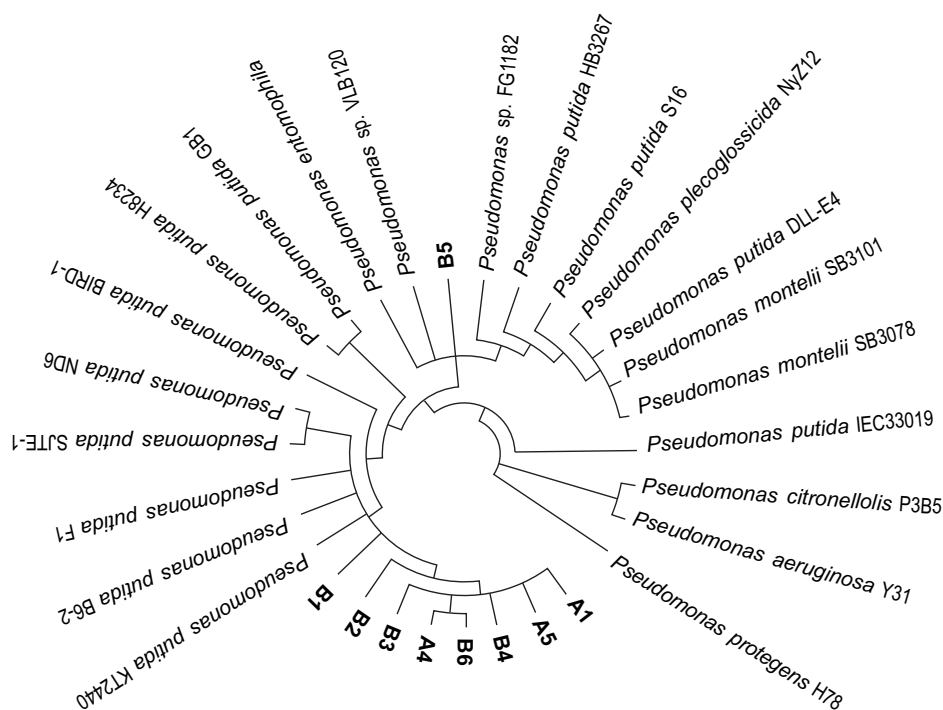 Pseudomonas sp. FG1182
Pseudomonas putida HB3267
Pseudomonas putida S16
Pseudomonas plecoglossicida NyZ12
Pseudomonas putida DLL-E4
Pseudomonas montelii SB3101
Pseudomonas montelii SB3078
Pseudomonas putida IEC33019
Pseudomonas citronellolis P3B5
Pseudomonas aeruginosa Y31
Pseudomonas protegens H78
A1
A5
B4
B6
A4
B3
B2
B1
Pseudomonas putida KT2440
Pseudomonas putida B6-2
Pseudomonas putida F1
Pseudomonas putida SJTE-1
Pseudomonas putida ND6
Pseudomonas putida BIRD-1
Pseudomonas putida H8234
Pseudomonas putida GB1
Pseudomonas entomophila
Pseudomonas sp. VLB120
B5